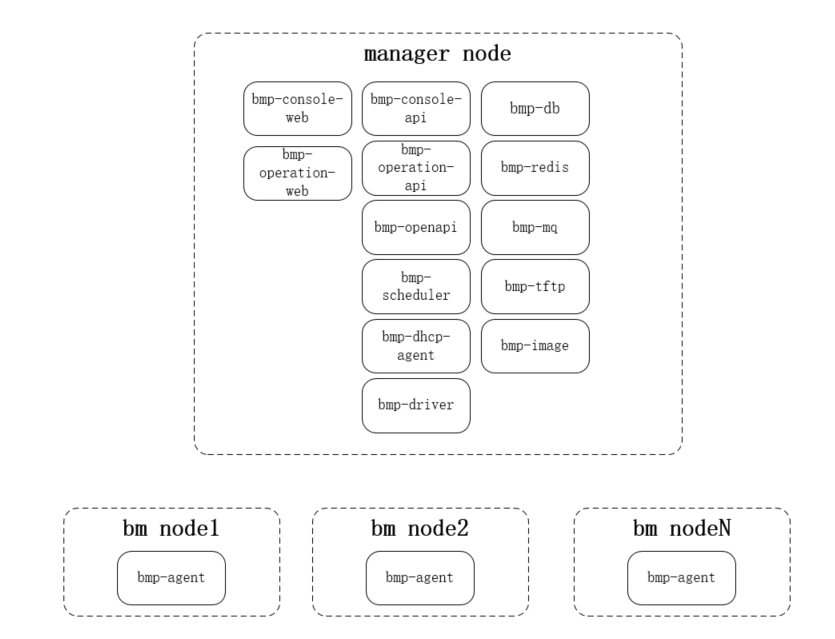 manager node
bmp-console-
web
bmp-console-
api
bmp-db
bmp-
operation-
web
bmp-
operation-
api
bmp-redis
bmp-openapi
bmp-mq
bmp-
scheduler
bmp-tftp
bmp-dhcp-
agent
bmp-image
bmp-driver
bm node1
bmp-agent
bm node2
bmp-agent
bm nodeN
bmp-agent